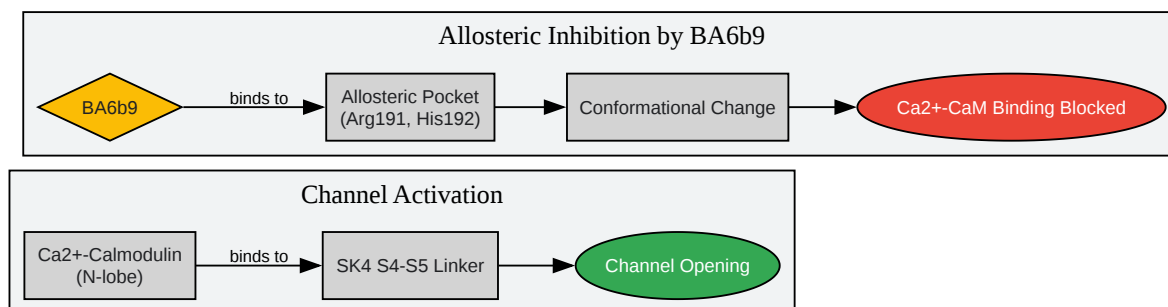 Allosteric Inhibition by BA6b9
BA6b9
binds to
Allosteric Pocket
(Arg191, His192)
Conformational Change
Ca2+-CaM Binding Blocked
Channel Activation
Ca2+-Calmodulin
(N-lobe)
binds to
SK4 S4-S5 Linker
Channel Opening